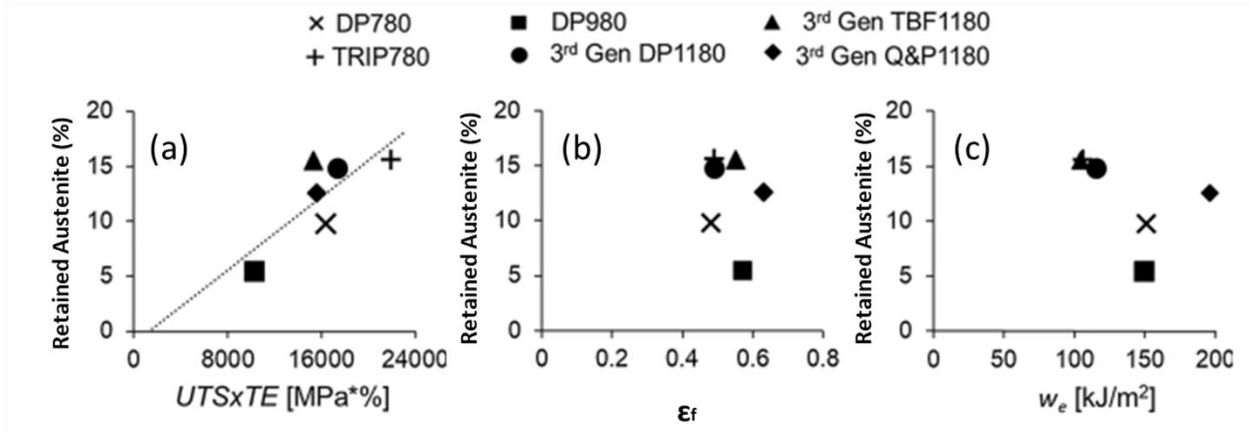 DP780 DP980 3rd Gen TBF1180
TRIP780 3rd Gen DP1180 3rd Gen Q&P1180
Retained Austenite (%)
20
15
10
5
0
(a)
0 8000 16000 24000
UTSxTE [MPa*%]
Retained Austenite (%)
20
15
10
5
0
(b)
0 0.2 0.4 0.6 0.8
εf
Retained Austenite (%)
20
15
10
5
0
(c)
0 50 100 150 200
we [kJ/m²]